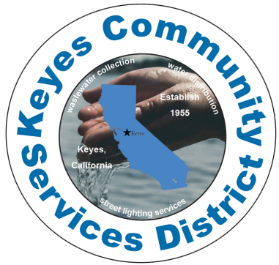 Keyes Community
Services District
wastewater collection
water distribution
Establish
1955
Keyes,
California
street lighting services